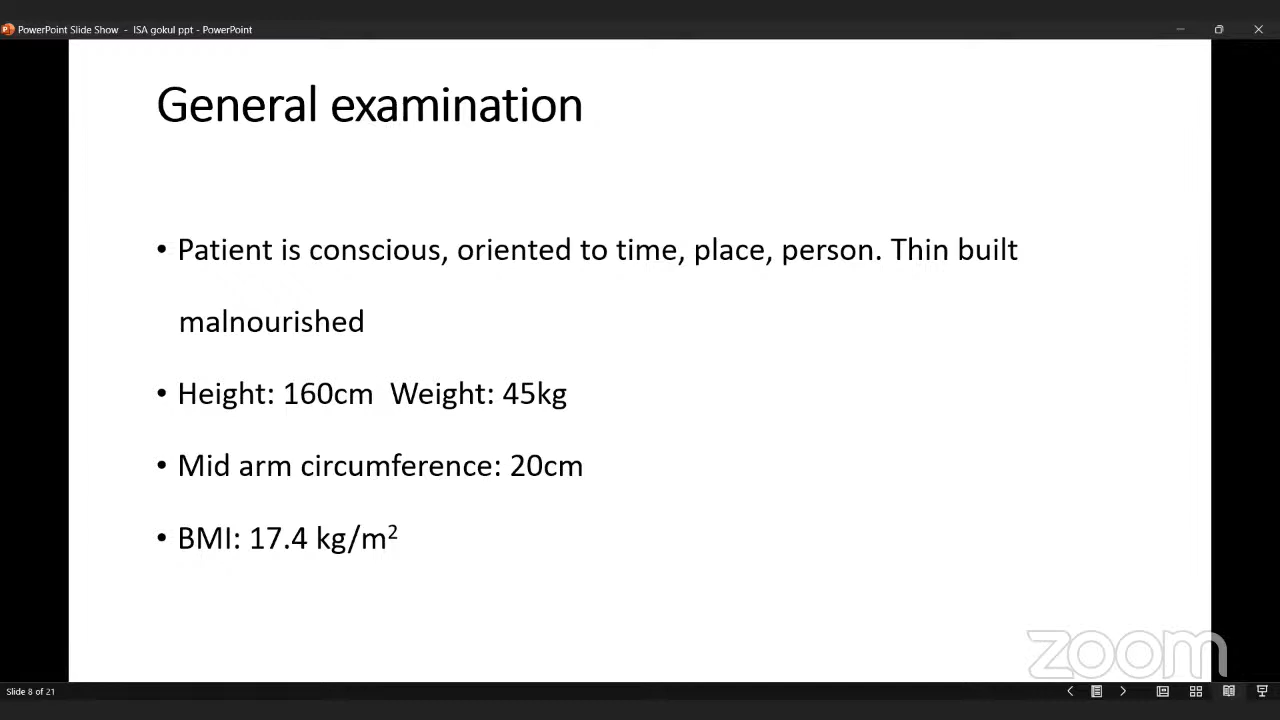 PowerPoint Slide Show - ISA gokul ppt - PowerPoint
General examination
• Patient is conscious, oriented to time, place, person. Thin built
malnourished
• Height: 160cm  Weight: 45kg
• Mid arm circumference: 20cm
• BMI: 17.4 kg/m²
zoom
Slide 8 of 21